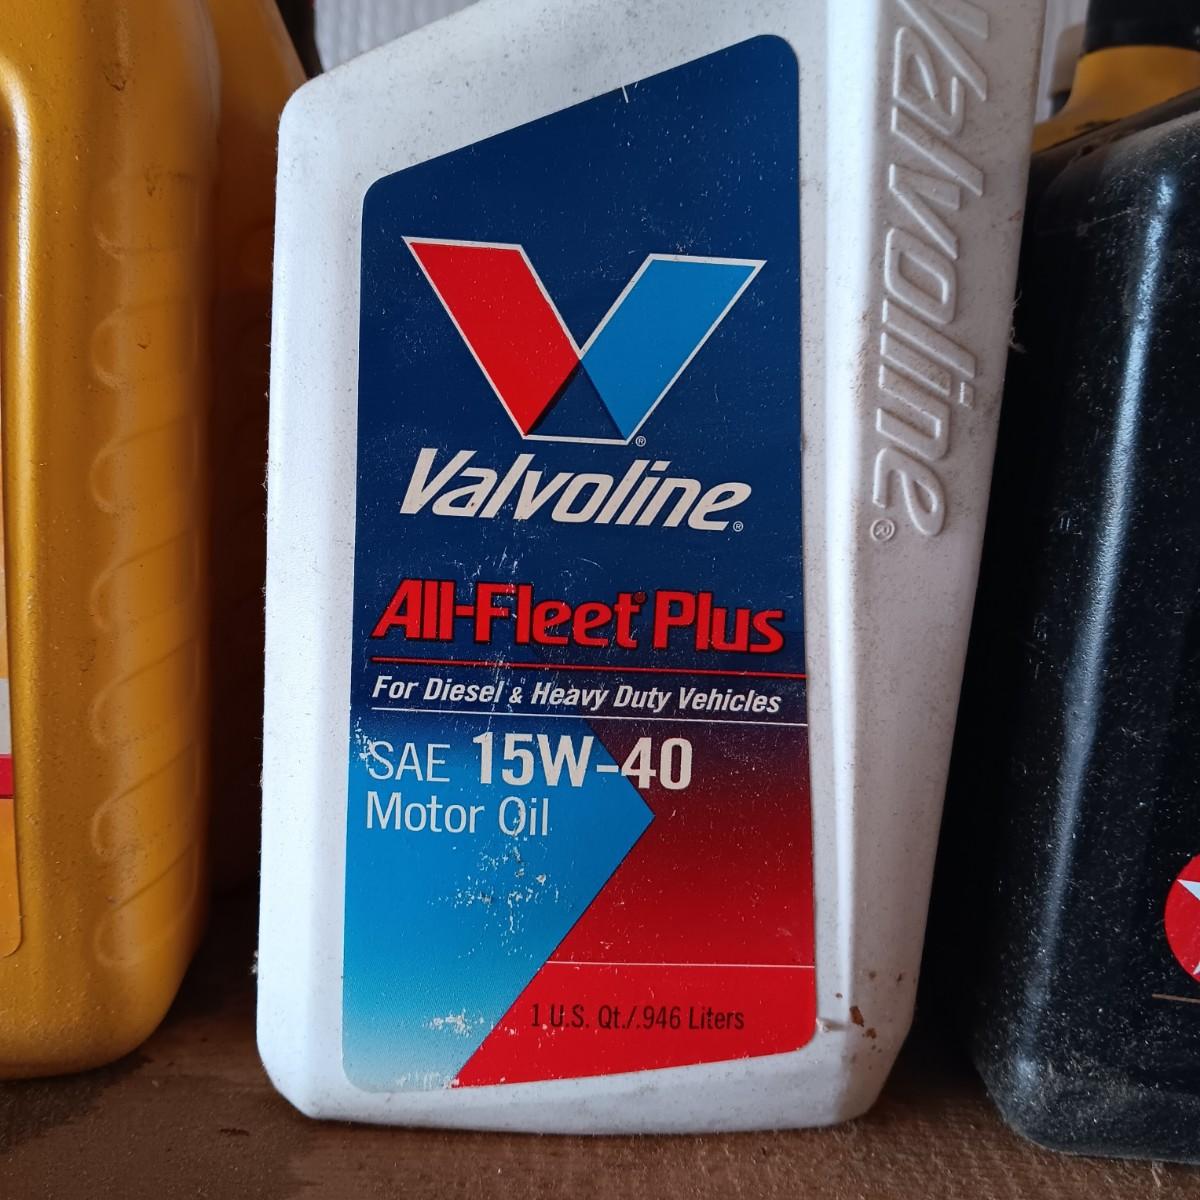 Valvoline®
All-Fleet® Plus
For Diesel & Heavy Duty Vehicles
SAE 15W-40
Motor Oil
1 U.S. Qt./.946 Liters
Valvoline®